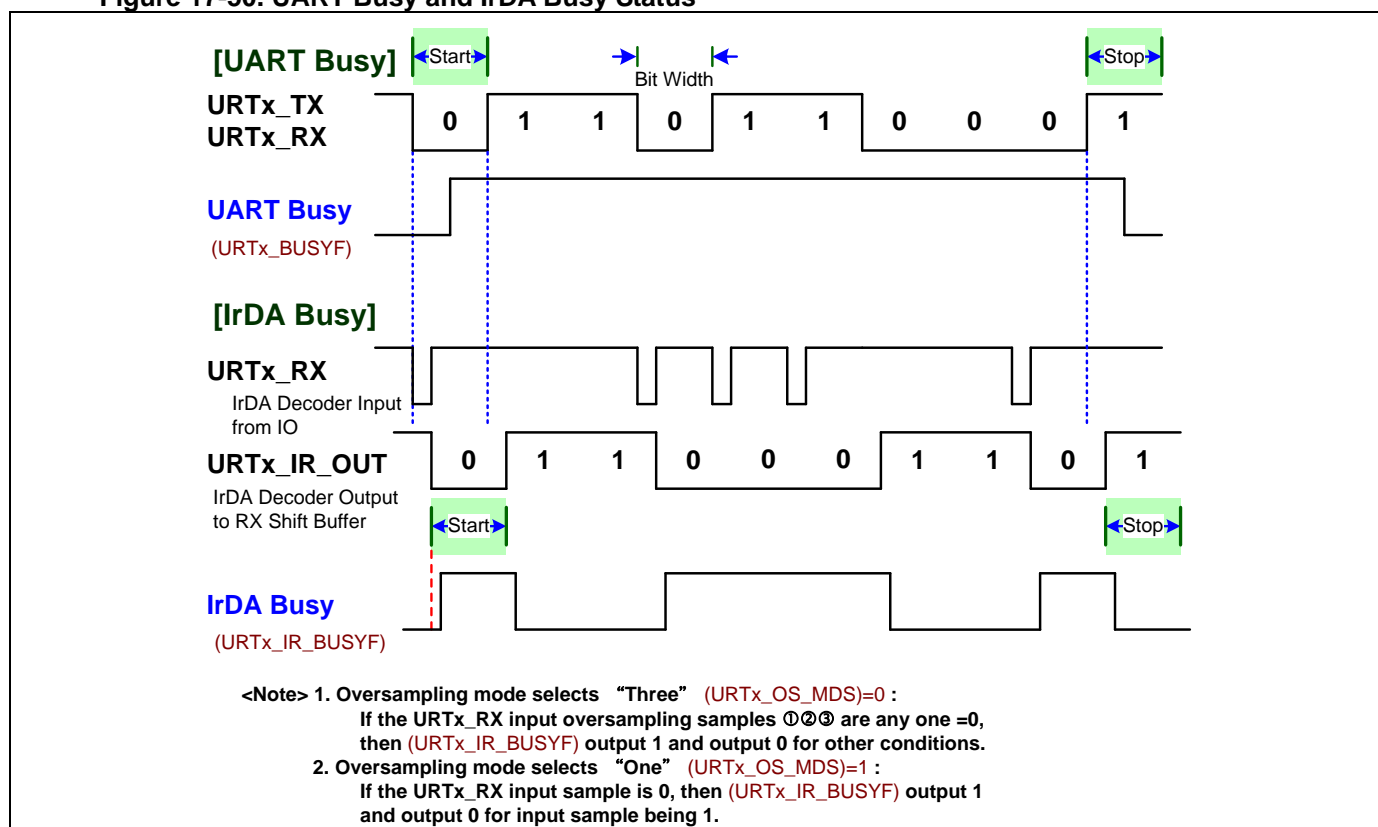 Figure 17-30. UART Busy and IrDA Busy Status
[UART Busy]
Start
Bit Width
Stop
URTx_TX
URTx_RX
0 1 1 0 1 1 0 0 0 1
UART Busy
(URTx_BUSYF)
[IrDA Busy]
URTx_RX
IrDA Decoder Input
from IO
URTx_IR_OUT
0 1 1 0 0 0 1 1 0 1
IrDA Decoder Output
to RX Shift Buffer
Start
Stop
IrDA Busy
(URTx_IR_BUSYF)
<Note> 1. Oversampling mode selects “Three” (URTx_OS_MDS)=0 :
If the URTx_RX input oversampling samples ①②③ are any one =0,
then (URTx_IR_BUSYF) output 1 and output 0 for other conditions.
2. Oversampling mode selects “One” (URTx_OS_MDS)=1 :
If the URTx_RX input sample is 0, then (URTx_IR_BUSYF) output 1
and output 0 for input sample being 1.